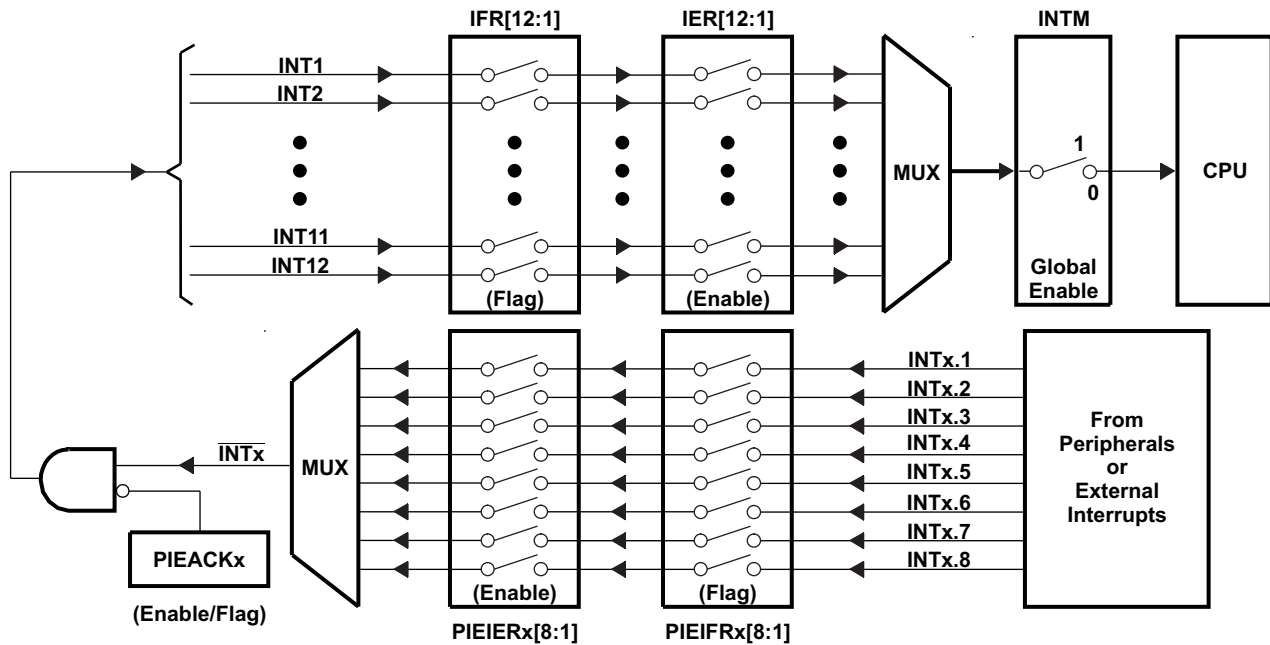 IFR[12:1]
IER[12:1]
INTM
INT1
INT2
INT11
INT12
(Flag)
(Enable)
MUX
1
0
Global
Enable
CPU
INTx
MUX
PIEACKx
(Enable/Flag)
(Enable)
(Flag)
PIEIERx[8:1]
PIEIFRx[8:1]
INTx.1
INTx.2
INTx.3
INTx.4
INTx.5
INTx.6
INTx.7
INTx.8
From
Peripherals
or
External
Interrupts